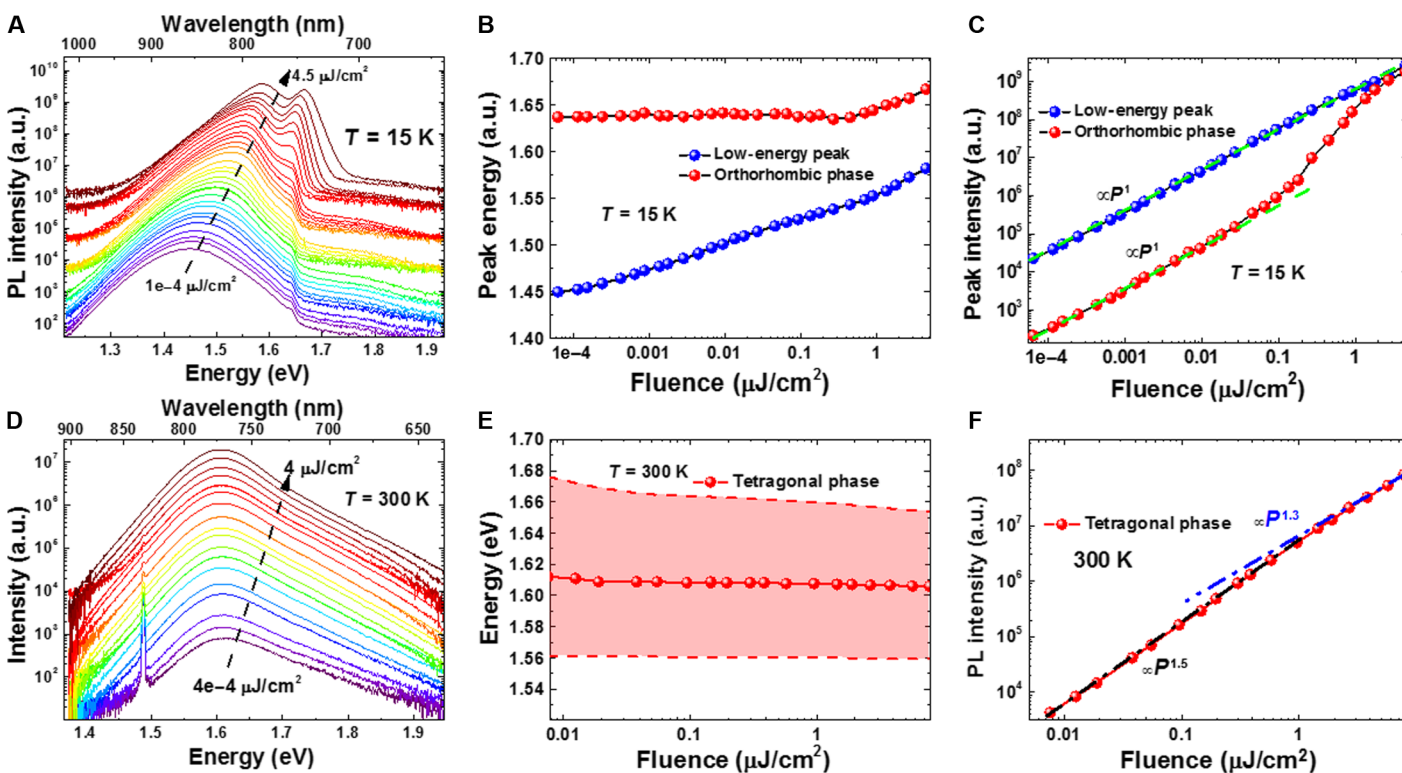 A
Wavelength (nm)
1000 900 800 700
PL intensity (a.u.)
10^10
10^9
10^8
10^7
10^6
10^5
10^4
10^3
10^2
4.5 μJ/cm²
T = 15 K
1e−4 μJ/cm²
1.3 1.4 1.5 1.6 1.7 1.8 1.9
Energy (eV)
B
Peak energy (a.u.)
1.70
1.65
1.60
1.55
1.50
1.45
1.40
Low-energy peak
Orthorhombic phase
T = 15 K
1e−4 0.001 0.01 0.1 1
Fluence (μJ/cm²)
C
Peak intensity (a.u.)
10^9
10^8
10^7
10^6
10^5
10^4
10^3
Low-energy peak
Orthorhombic phase
∝P^1
∝P^1
T = 15 K
1e−4 0.001 0.01 0.1 1
Fluence (μJ/cm²)
D
Wavelength (nm)
900 850 800 750 700 650
Intensity (a.u.)
10^7
10^6
10^5
10^4
10^3
10^2
4 μJ/cm²
T = 300 K
4e−4 μJ/cm²
1.4 1.5 1.6 1.7 1.8 1.9
Energy (eV)
E
Energy (eV)
1.70
1.68
1.66
1.64
1.62
1.60
1.56
1.54
1.52
T = 300 K
Tetragonal phase
0.01 0.1 1
Fluence (μJ/cm²)
F
PL intensity (a.u.)
10^8
10^7
10^6
10^5
10^4
Tetragonal phase
300 K
∝P^1.3
∝P^1.5
0.01 0.1 1
Fluence (μJ/cm²)